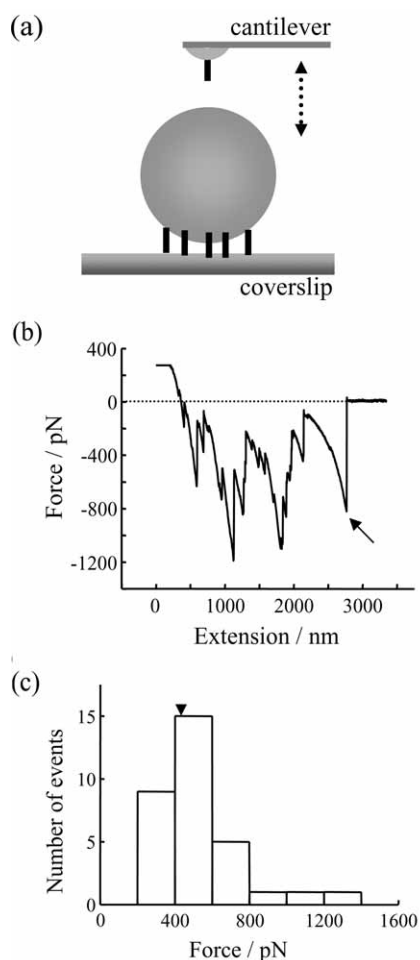 (a)
cantilever
coverslip
(b)
400
0
-400
-800
-1200
Force / pN
0 1000 2000 3000
Extension / nm
(c)
15
10
5
0
Number of events
0 400 800 1200 1600
Force / pN